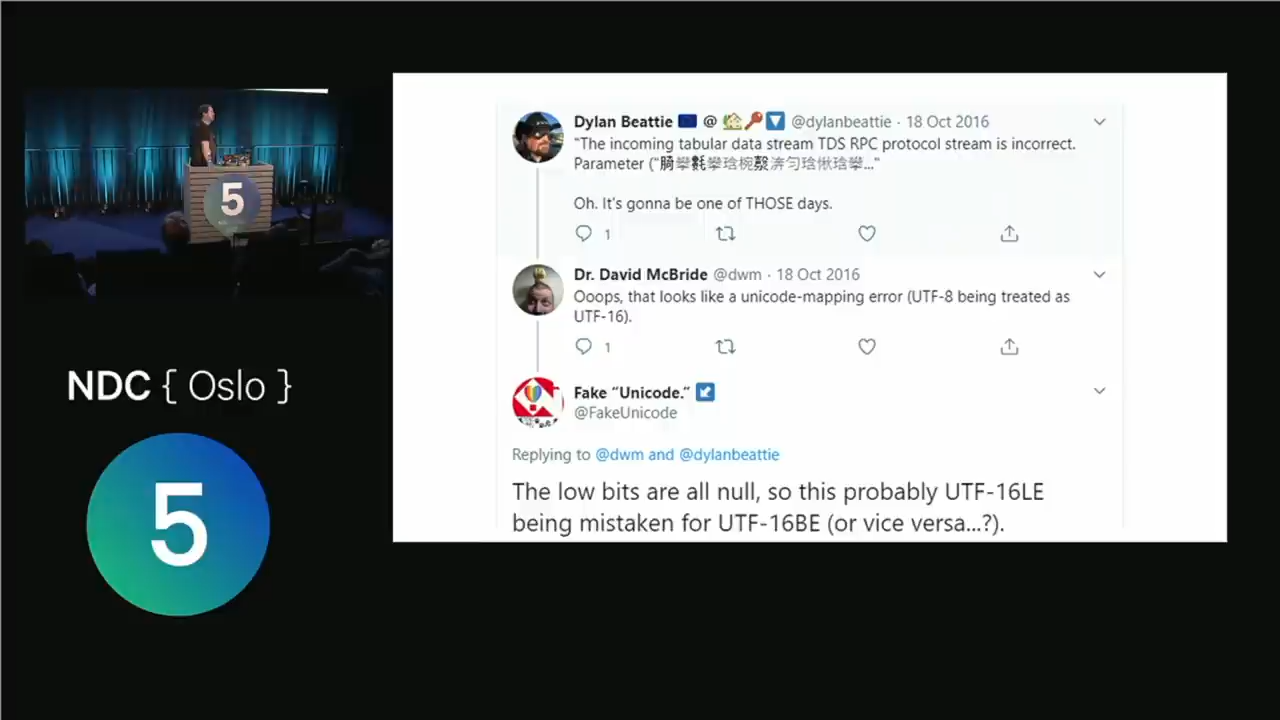 5
NDC { Oslo }
5
Dylan Beattie 🇪🇺 @ 🏡🔑🔽 @dylanbeattie · 18 Oct 2016
"The incoming tabular data stream TDS RPC protocol stream is incorrect.
Parameter ("
Oh. It's gonna be one of THOSE days.
1
Dr. David McBride @dwm · 18 Oct 2016
Ooops, that looks like a unicode-mapping error (UTF-8 being treated as
UTF-16).
1
Fake “Unicode.” ↙️
@FakeUnicode
Replying to @dwm and @dylanbeattie
The low bits are all null, so this probably UTF-16LE
being mistaken for UTF-16BE (or vice versa...?).